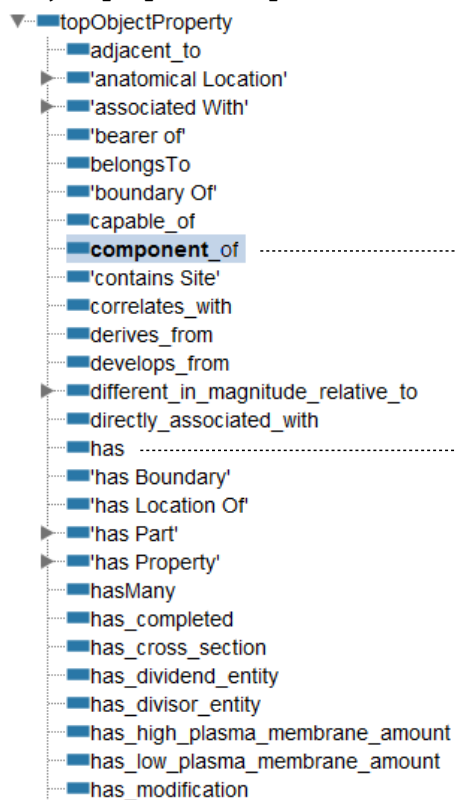 topObjectProperty
adjacent_to
'anatomical Location'
'associated With'
'bearer of'
belongsTo
'boundary Of'
capable_of
component_of
'contains Site'
correlates_with
derives_from
develops_from
different_in_magnitude_relative_to
directly_associated_with
has
'has Boundary'
'has Location Of'
'has Part'
'has Property'
hasMany
has_completed
has_cross_section
has_dividend_entity
has_divisor_entity
has_high_plasma_membrane_amount
has_low_plasma_membrane_amount
has_modification